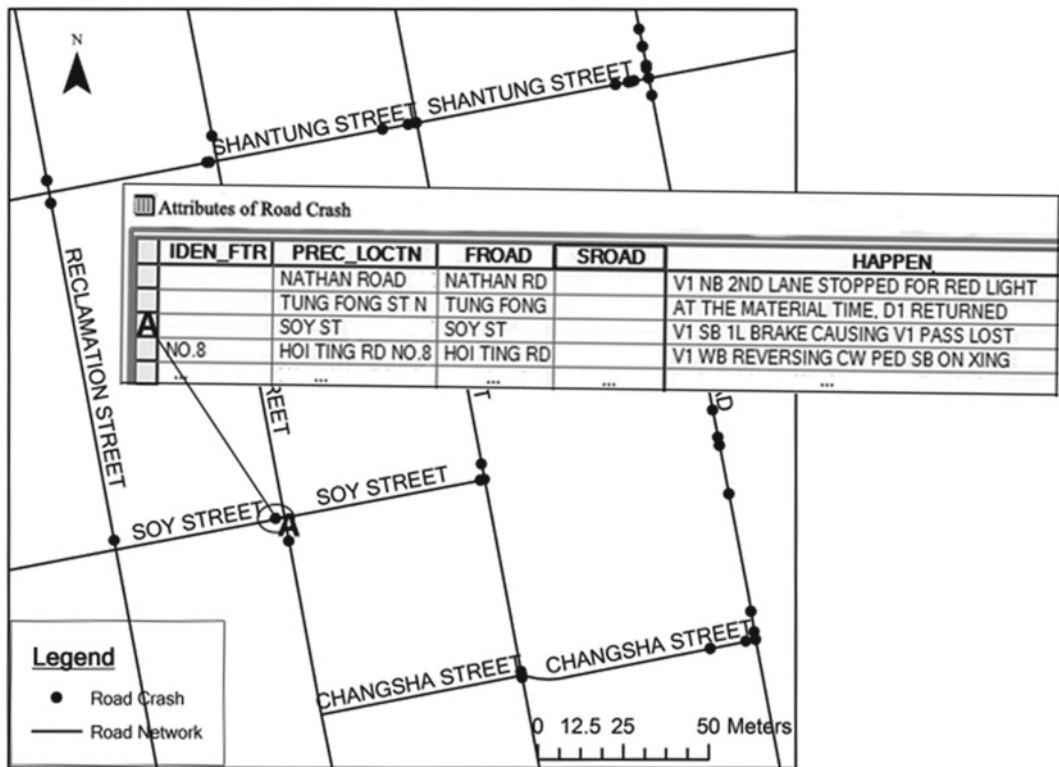 N
SHANTUNG STREET
SHANTUNG STREET
Attributes of Road Crash
IDEN_FTR PREC_LOCTN FROAD SROAD HAPPEN
NATHAN ROAD NATHAN RD V1 NB 2ND LANE STOPPED FOR RED LIGHT
TUNG FONG ST N TUNG FONG AT THE MATERIAL TIME, D1 RETURNED
A SOY ST SOY ST V1 SB 1L BRAKE CAUSING V1 PASS LOST
NO.8 HOI TING RD NO.8 HOI TING RD V1 WB REVERSING CW PED SB ON XING
... ... ... ... ...
RECLAMATION STREET
REET
T
AD
SOY STREET
SOY STREET
A
CHANGSHA STREET
CHANGSHA STREET
Legend
Road Crash
Road Network
0 12.5 25 50 Meters